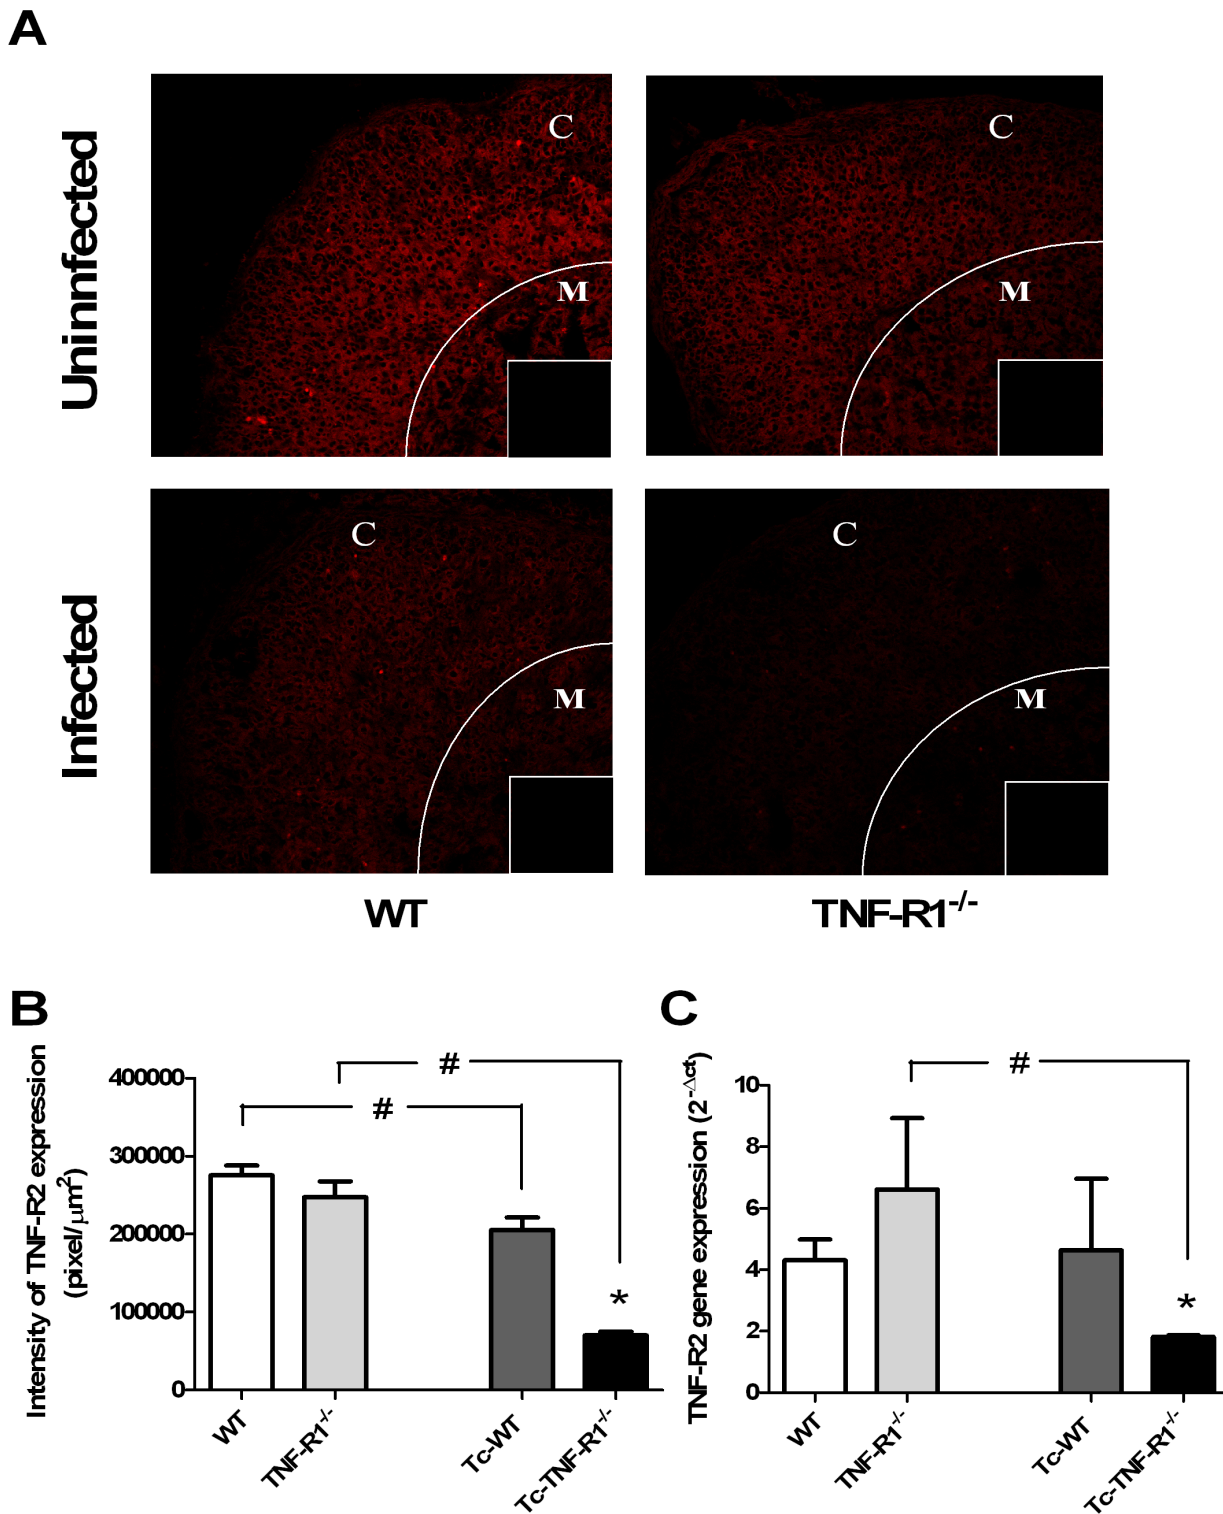 A
Uninnfected
C
M
C
M
Infected
C
M
C
M
WT
TNF-R1-/-
B
Intensity of TNF-R2 expression
(pixel/μm2)
400000
300000
200000
100000
0
#
#
*
WT
TNF-R1-/-
Tc-WT
Tc-TNF-R1-/-
C
TNF-R2 gene expression (2-Δct)
10
8
6
4
2
0
#
*
WT
TNF-R1-/-
Tc-WT
Tc-TNF-R1-/-